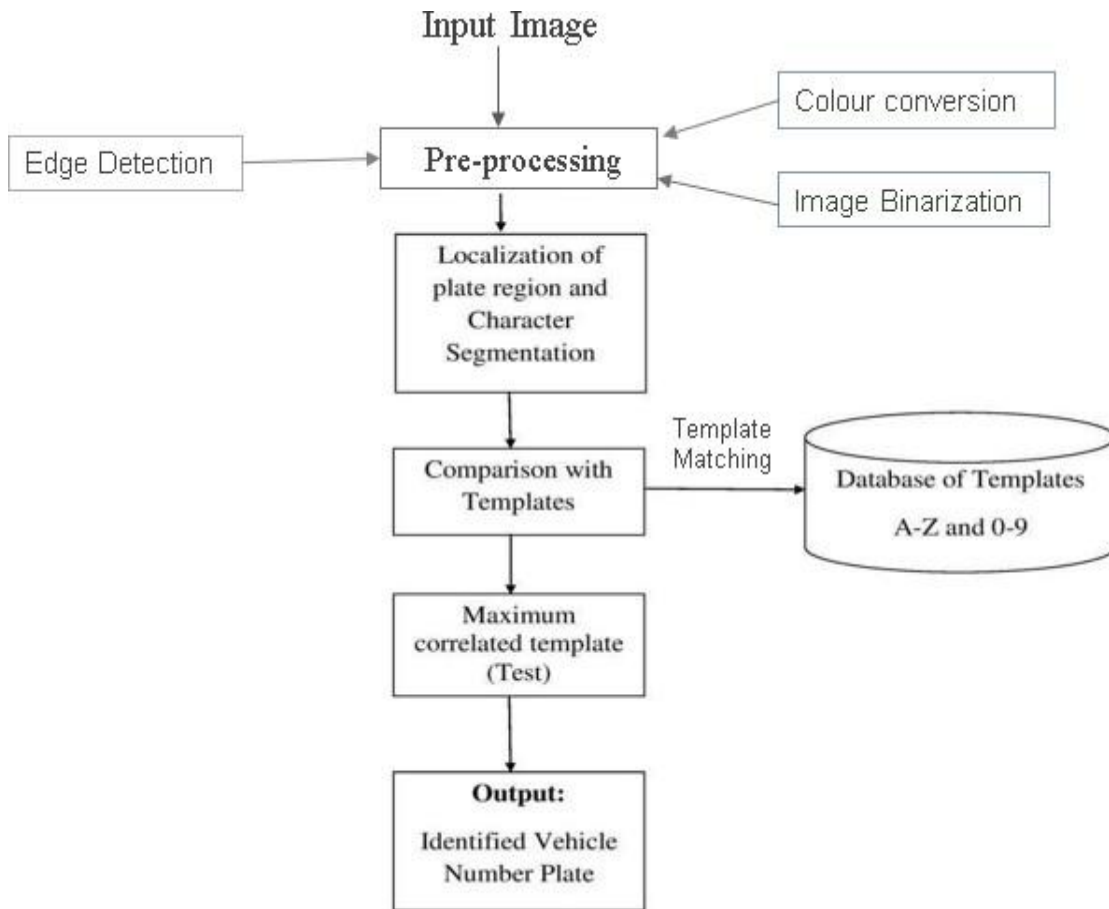 Input Image
Colour conversion
Edge Detection
Pre-processing
Image Binarization
Localization of
plate region and
Character
Segmentation
Template
Matching
Comparison with
Templates
Database of Templates
A-Z and 0-9
Maximum
correlated template
(Test)
Output:
Identified Vehicle
Number Plate